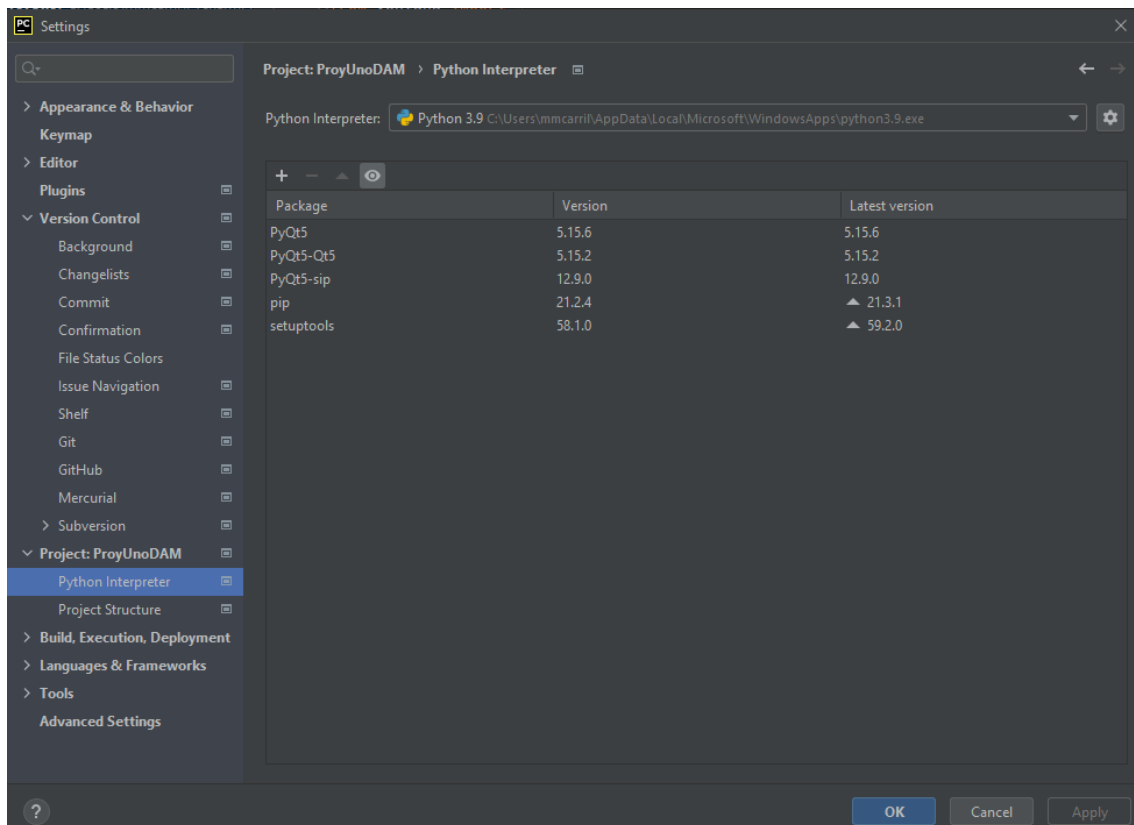 PC Settings
Project: ProyUnoDAM › Python Interpreter
Python Interpreter: Python 3.9 C:\Users\mmcarril\AppData\Local\Microsoft\WindowsApps\python3.9.exe
Appearance & Behavior
Keymap
Editor
Plugins
Version Control
Background
Changelists
Commit
Confirmation
File Status Colors
Issue Navigation
Shelf
Git
GitHub
Mercurial
Subversion
Project: ProyUnoDAM
Python Interpreter
Project Structure
Build, Execution, Deployment
Languages & Frameworks
Tools
Advanced Settings
Package Version Latest version
PyQt5 5.15.6 5.15.6
PyQt5-Qt5 5.15.2 5.15.2
PyQt5-sip 12.9.0 12.9.0
pip 21.2.4 21.3.1
setuptools 58.1.0 59.2.0
? OK Cancel Apply